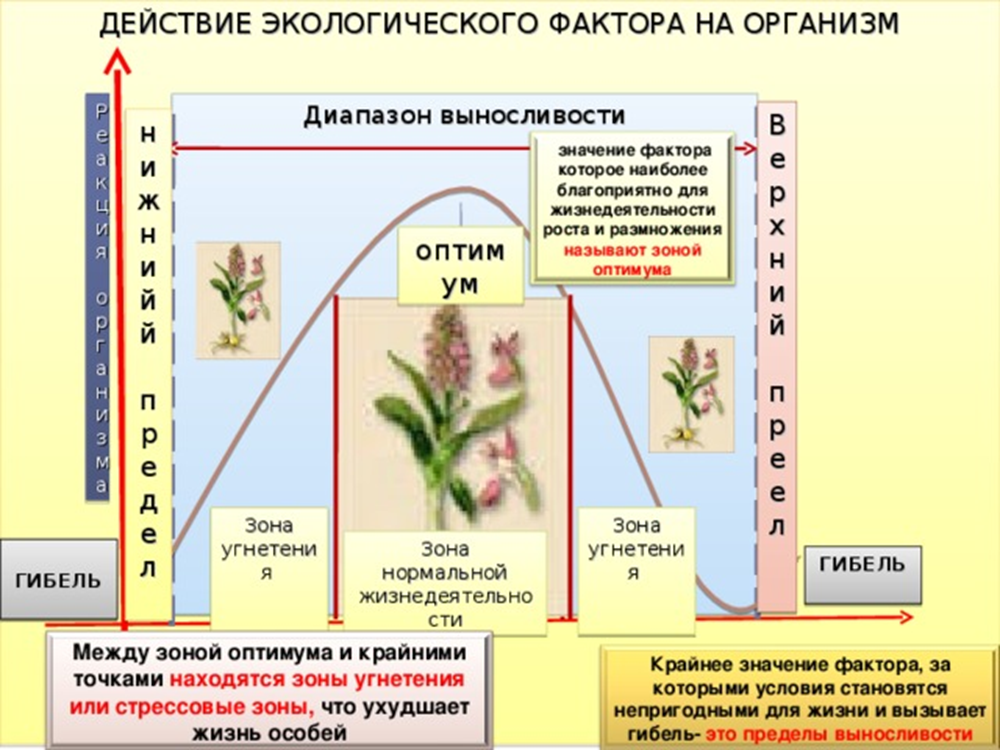 ДЕЙСТВИЕ ЭКОЛОГИЧЕСКОГО ФАКТОРА НА ОРГАНИЗМ
Реакция организма
нижнийй предел
Диапазон выносливости
значение фактора
которое наиболее
благоприятно для
жизнедеятельности
роста и размножения
называют зоной
оптимума
Верхний преел
оптим
ум
Зона
угнетени
я
Зона
нормальной
жизнедеятельно
сти
Зона
угнетени
я
ГИБЕЛЬ
ГИБЕЛЬ
Между зоной оптимума и крайними
точками находятся зоны угнетения
или стрессовые зоны, что ухудшает
жизнь особей
Крайнее значение фактора, за
которыми условия становятся
непригодными для жизни и вызывает
гибель- это пределы выносливости